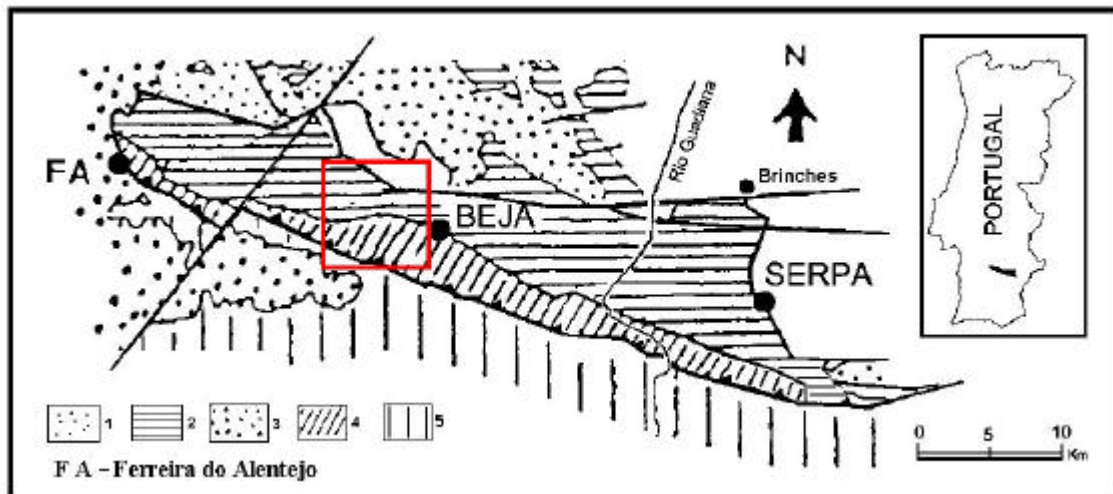 N
Rio Guadiana
FA
Brinches
BEJA
SERPA
PORTUGAL
1 2 3 4 5
0 5 10
Km
F A – Ferreira do Alentejo